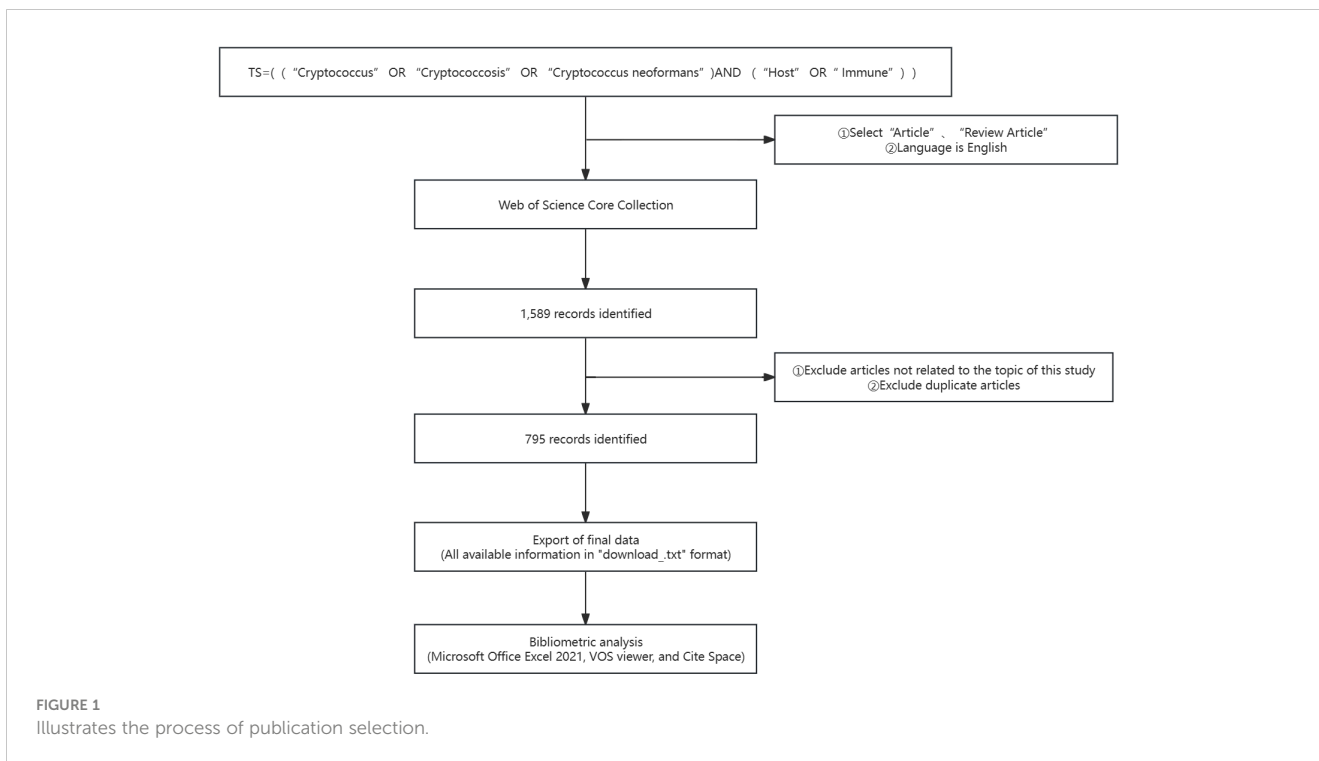 TS=( ( “Cryptococcus” OR “Cryptococcosis” OR “Cryptococcus neoformans” )AND ( “Host” OR “ Immune” ) )
①Select “Article” 、 “Review Article”
②Language is English
Web of Science Core Collection
1,589 records identified
①Exclude articles not related to the topic of this study
②Exclude duplicate articles
795 records identified
Export of final data
(All available information in "download_.txt" format)
Bibliometric analysis
(Microsoft Office Excel 2021, VOS viewer, and Cite Space)
FIGURE 1
Illustrates the process of publication selection.